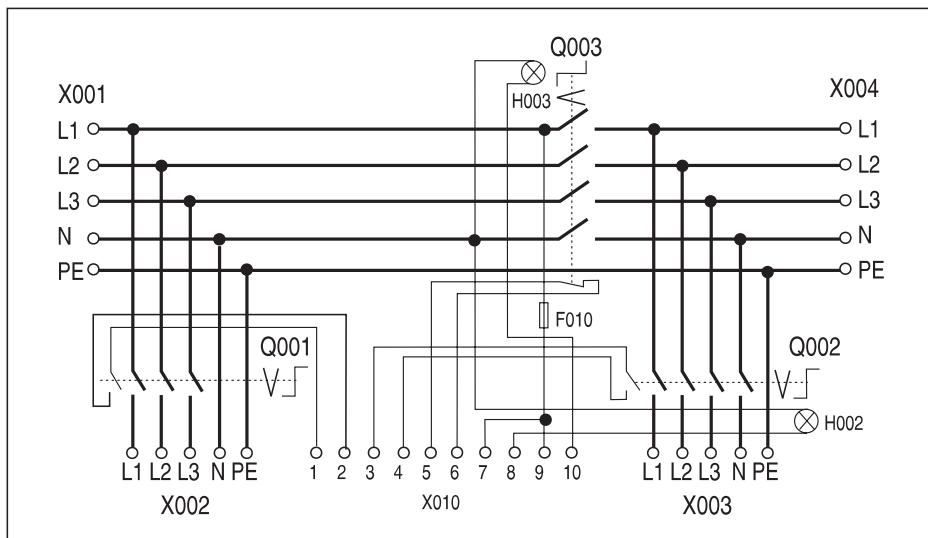 Q003
X001
H003
X004
L1 L1
L2 L2
L3 L3
N N
PE PE
F010
Q001
Q002
H002
L1 L2 L3 N PE
1 2 3 4 5 6 7 8 9 10
L1 L2 L3 N PE
X002
X010
X003